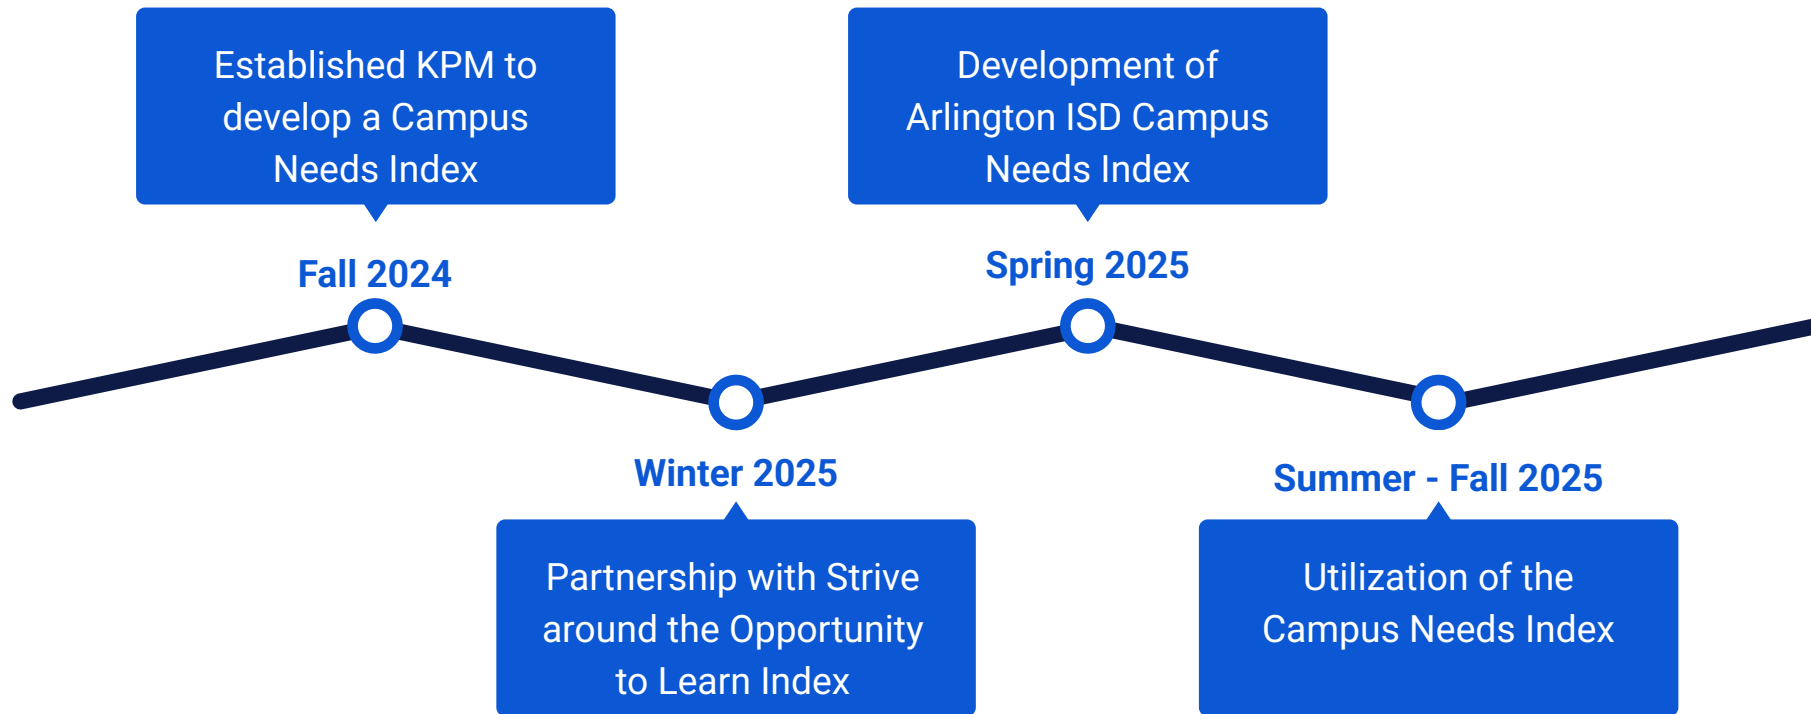 Established KPM to
develop a Campus
Needs Index
Fall 2024
Winter 2025
Partnership with Strive
around the Opportunity
to Learn Index
Development of
Arlington ISD Campus
Needs Index
Spring 2025
Summer - Fall 2025
Utilization of the
Campus Needs Index